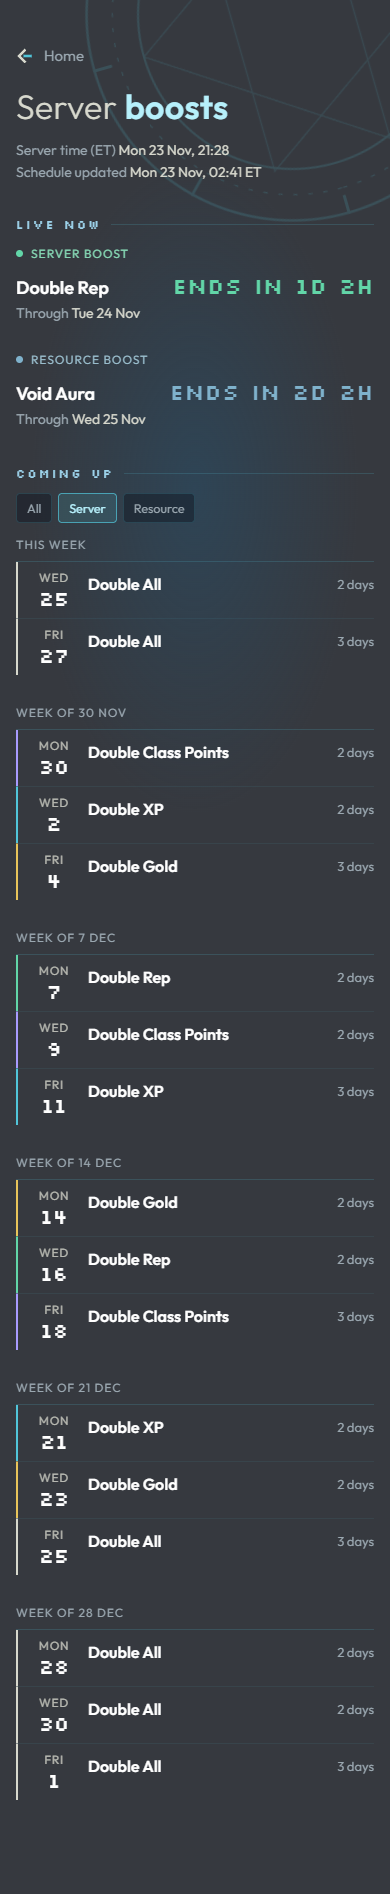 Home
Server boosts
Server time (ET) Mon 23 Nov, 21:28
Schedule updated Mon 23 Nov, 02:41 ET
LIVE NOW
SERVER BOOST
Double Rep ENDS IN 1D 2H
Through Tue 24 Nov
RESOURCE BOOST
Void Aura ENDS IN 2D 2H
Through Wed 25 Nov
COMING UP
All Server Resource
THIS WEEK
WED
25 Double All 2 days
FRI
27 Double All 3 days
WEEK OF 30 NOV
MON
30 Double Class Points 2 days
WED
2 Double XP 2 days
FRI
4 Double Gold 3 days
WEEK OF 7 DEC
MON
7 Double Rep 2 days
WED
9 Double Class Points 2 days
FRI
11 Double XP 3 days
WEEK OF 14 DEC
MON
14 Double Gold 2 days
WED
16 Double Rep 2 days
FRI
18 Double Class Points 3 days
WEEK OF 21 DEC
MON
21 Double XP 2 days
WED
23 Double Gold 2 days
FRI
25 Double All 3 days
WEEK OF 28 DEC
MON
28 Double All 2 days
WED
30 Double All 2 days
FRI
1 Double All 3 days